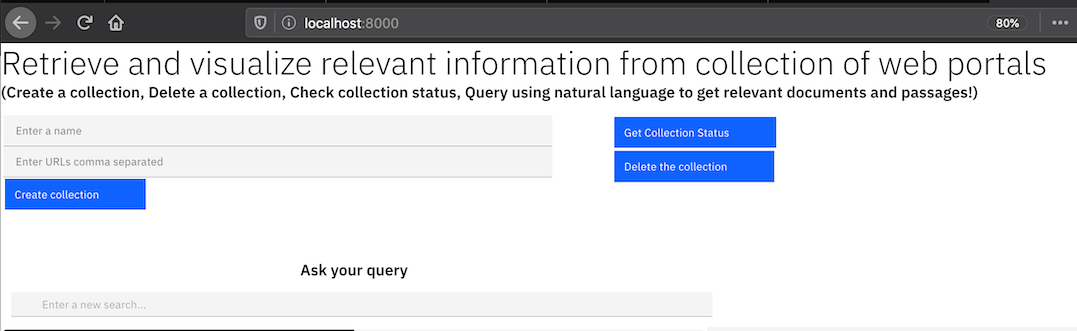 localhost:8000
80%
Retrieve and visualize relevant information from collection of web portals
(Create a collection, Delete a collection, Check collection status, Query using natural language to get relevant documents and passages!)
Enter a name
Get Collection Status
Enter URLs comma separated
Delete the collection
Create collection
Ask your query
Enter a new search...